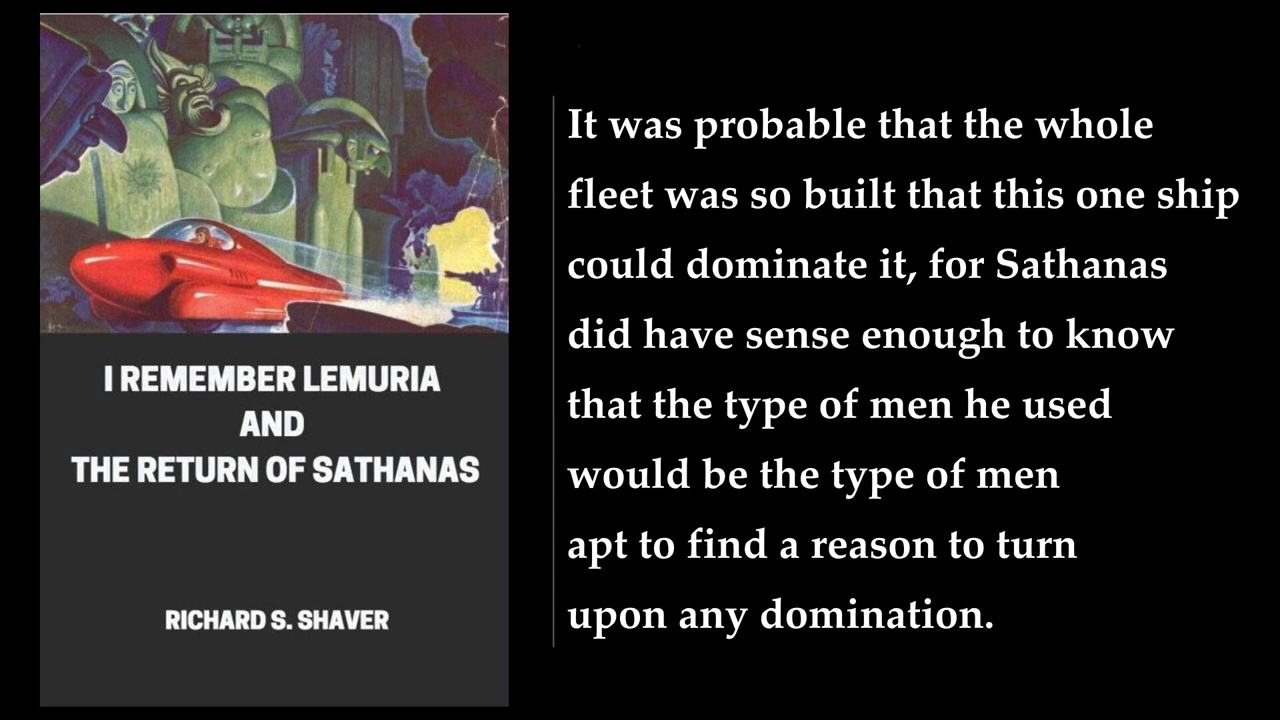 I REMEMBER LEMURIA
AND
THE RETURN OF SATHANAS
RICHARD S. SHAVER
It was probable that the whole
fleet was so built that this one ship
could dominate it, for Sathanas
did have sense enough to know
that the type of men he used
would be the type of men
apt to find a reason to turn
upon any domination.